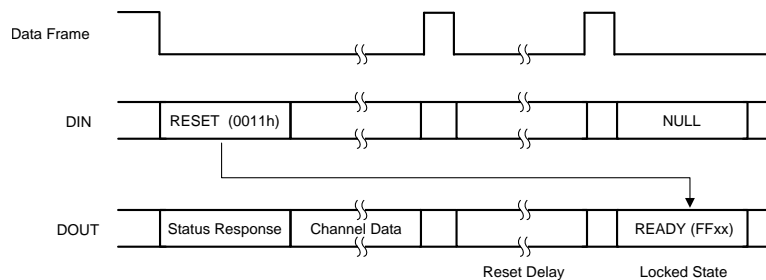 Data Frame
DIN
RESET (0011h)
NULL
DOUT
Status Response
Channel Data
READY (FFxx)
Reset Delay
Locked State